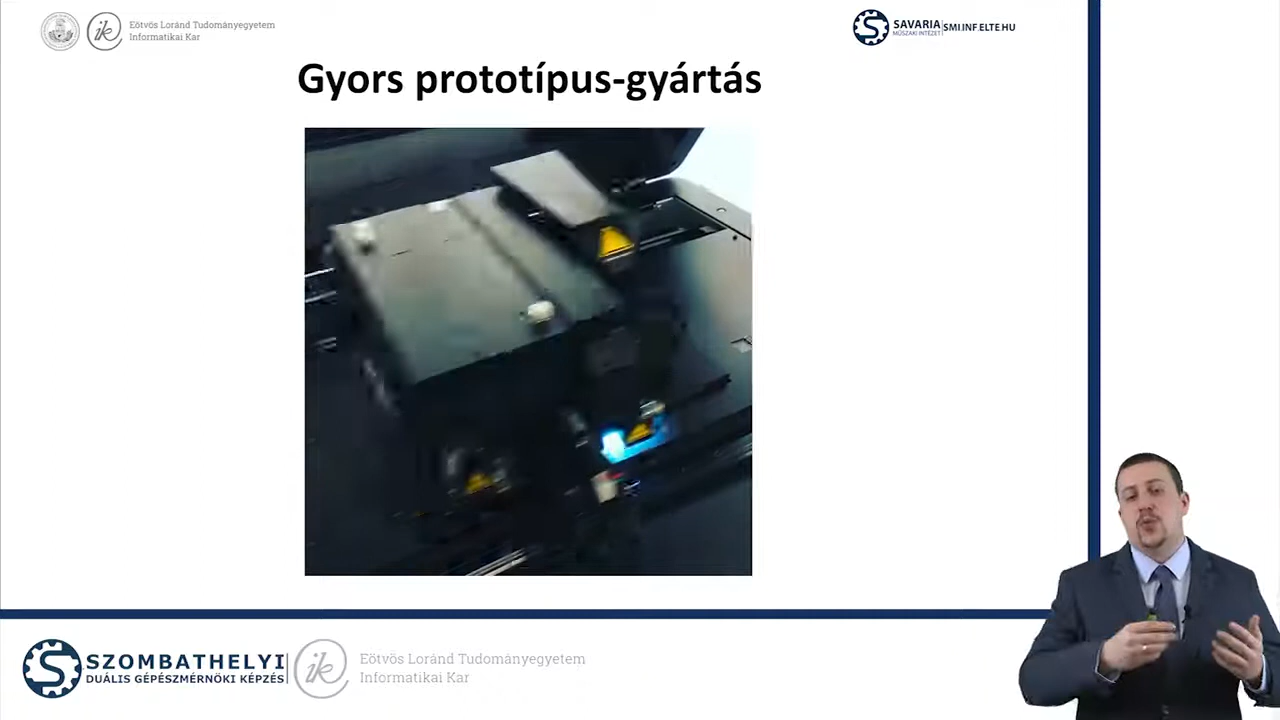 Eötvös Loránd Tudományegyetem
Informatikai Kar
SAVARIA
MŰSZAKI INTÉZET
SMI.INF.ELTE.HU
Gyors prototípus-gyártás
SZOMBATHELYI
DUÁLIS GÉPÉSZMÉRNÖKI KÉPZÉS
ik
Eötvös Loránd Tudományegyetem
Informatikai Kar